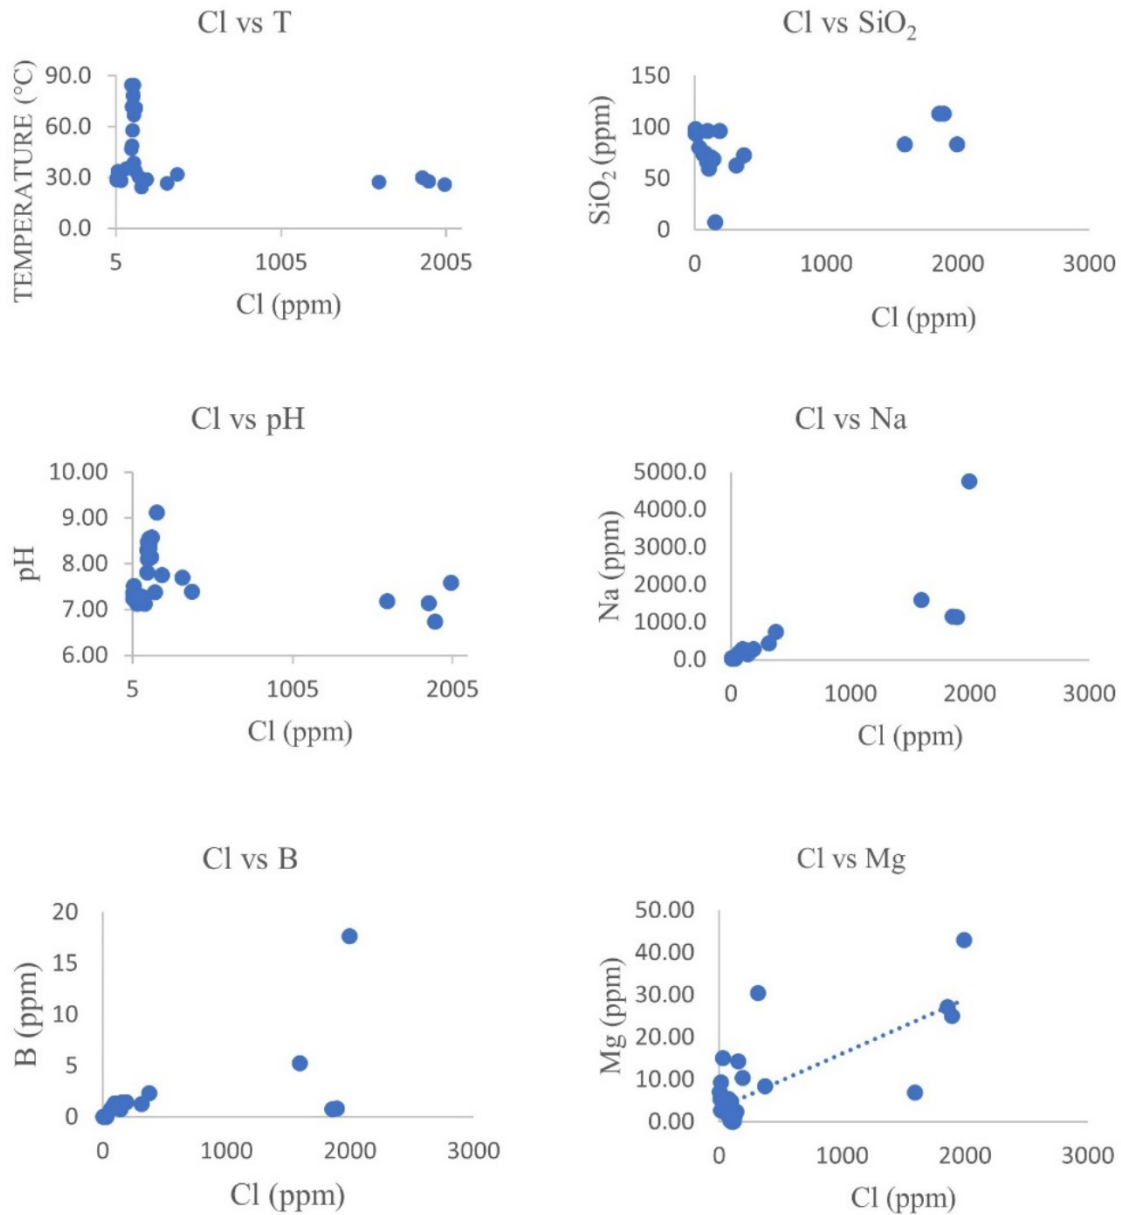 Cl vs T
TEMPERATURE (°C)
90.0
60.0
30.0
0.0
5 1005 2005
Cl (ppm)
Cl vs SiO₂
SiO₂ (ppm)
150
100
50
0
0 1000 2000 3000
Cl (ppm)
Cl vs pH
pH
10.00
9.00
8.00
7.00
6.00
5 1005 2005
Cl (ppm)
Cl vs Na
Na (ppm)
5000.0
4000.0
3000.0
2000.0
1000.0
0.0
0 1000 2000 3000
Cl (ppm)
Cl vs B
B (ppm)
20
15
10
5
0
0 1000 2000 3000
Cl (ppm)
Cl vs Mg
Mg (ppm)
50.00
40.00
30.00
20.00
10.00
0.00
0 1000 2000 3000
Cl (ppm)